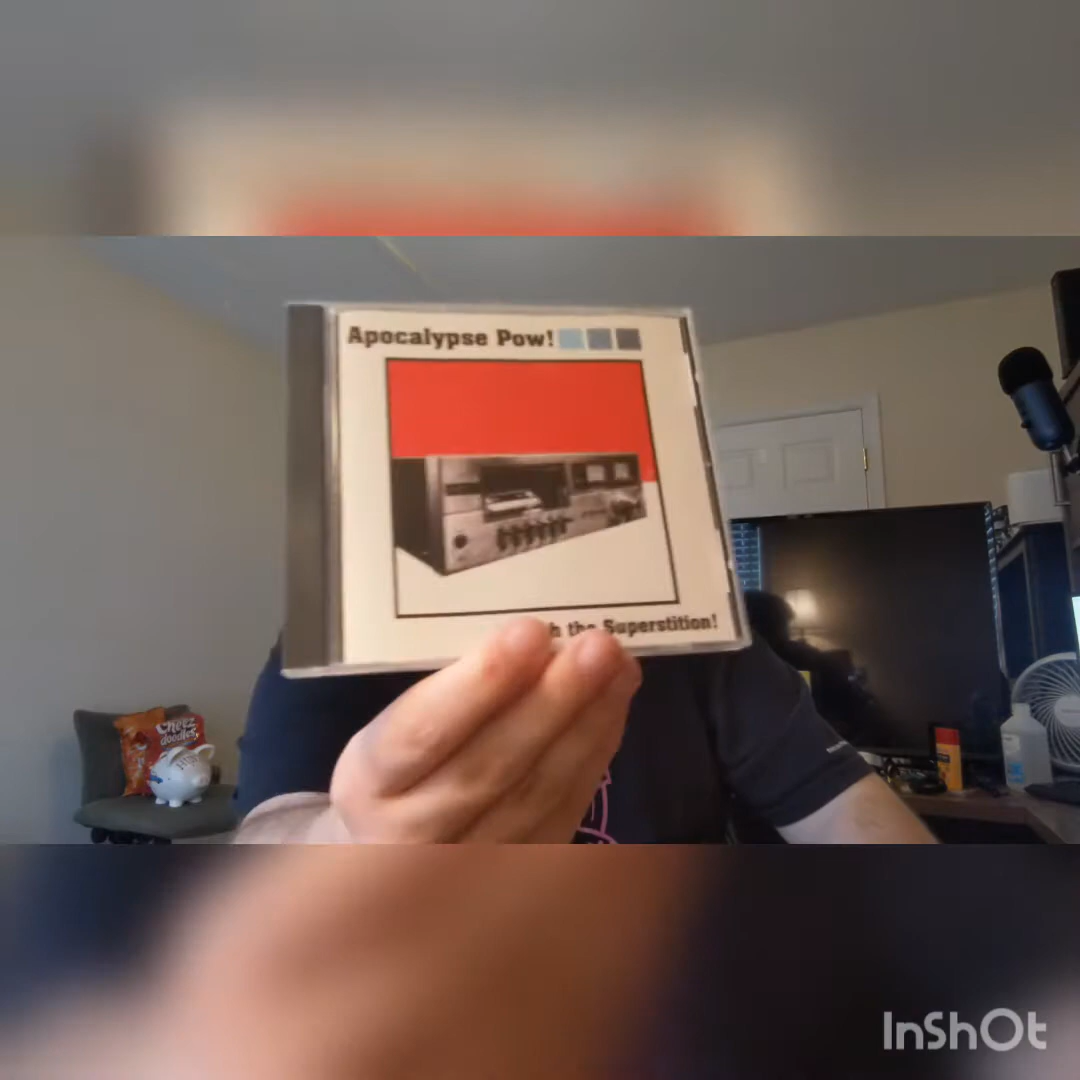 Apocalypse Pow!
the Superstition!
Cheez
doodles
InShOt